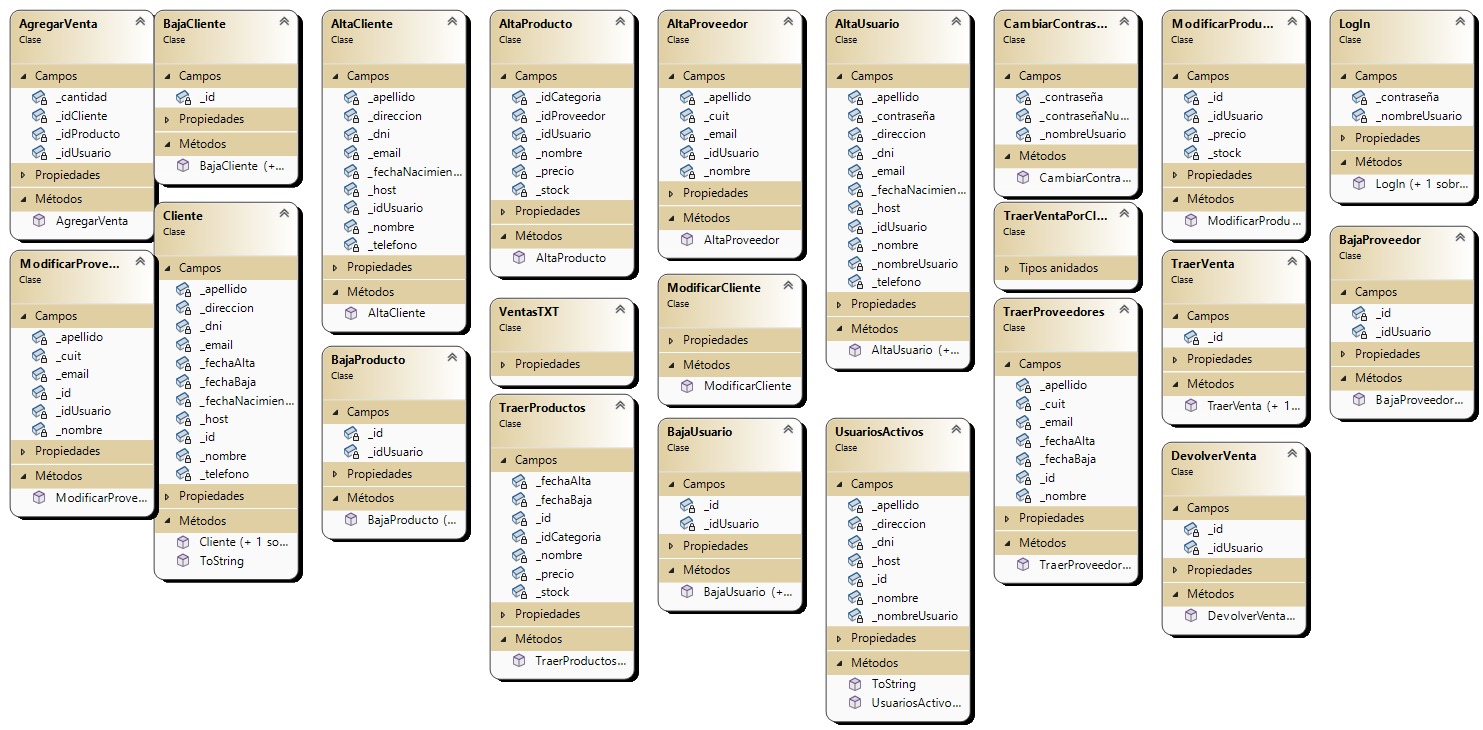 AgregarVenta
Clase
Campos
_cantidad
_idCliente
_idProducto
_idUsuario
Propiedades
Métodos
AgregarVenta
ModificarProve...
Clase
Campos
_apellido
_cuit
_email
_id
_idUsuario
_nombre
Propiedades
Métodos
ModificarProve...
BajaCliente
Clase
Campos
_id
Propiedades
Métodos
BajaCliente (+...
Cliente
Clase
Campos
_apellido
_direccion
_dni
_email
_fechaAlta
_fechaBaja
_fechaNacimien...
_host
_id
_nombre
_telefono
Propiedades
Métodos
Cliente (+ 1 so...
ToString
AltaCliente
Clase
Campos
_apellido
_direccion
_dni
_email
_fechaNacimien...
_host
_idUsuario
_nombre
_telefono
Propiedades
Métodos
AltaCliente
BajaProducto
Clase
Campos
_id
_idUsuario
Propiedades
Métodos
BajaProducto (...
AltaProducto
Clase
Campos
_idCategoria
_idProveedor
_idUsuario
_nombre
_precio
_stock
Propiedades
Métodos
AltaProducto
VentasTXT
Clase
Propiedades
TraerProductos
Clase
Campos
_fechaAlta
_fechaBaja
_id
_idCategoria
_nombre
_precio
_stock
Propiedades
Métodos
TraerProductos...
AltaProveedor
Clase
Campos
_apellido
_cuit
_email
_idUsuario
_nombre
Propiedades
Métodos
AltaProveedor
ModificarCliente
Clase
Propiedades
Métodos
ModificarCliente
BajaUsuario
Clase
Campos
_id
_idUsuario
Propiedades
Métodos
BajaUsuario (+...
AltaUsuario
Clase
Campos
_apellido
_contraseña
_direccion
_dni
_email
_fechaNacimien...
_host
_idUsuario
_nombre
_nombreUsuario
_telefono
Propiedades
Métodos
AltaUsuario (+...
UsuariosActivos
Clase
Campos
_apellido
_direccion
_dni
_host
_id
_nombre
_nombreUsuario
Propiedades
Métodos
ToString
UsuariosActivo...
CambiarContras...
Clase
Campos
_contraseña
_contraseñaNu...
_nombreUsuario
Métodos
CambiarContra...
TraerVentaPorCl...
Clase
Tipos anidados
TraerProveedores
Clase
Campos
_apellido
_cuit
_email
_fechaAlta
_fechaBaja
_id
_nombre
Propiedades
Métodos
TraerProveedor...
ModificarProdu...
Clase
Campos
_id
_idUsuario
_precio
_stock
Propiedades
Métodos
ModificarProdu...
TraerVenta
Clase
Campos
_id
Propiedades
Métodos
TraerVenta (+ 1...
DevolverVenta
Clase
Campos
_id
_idUsuario
Propiedades
Métodos
DevolverVenta...
LogIn
Clase
Campos
_contraseña
_nombreUsuario
Propiedades
Métodos
LogIn (+ 1 sobr...
BajaProveedor
Clase
Campos
_id
_idUsuario
Propiedades
Métodos
BajaProveedor...